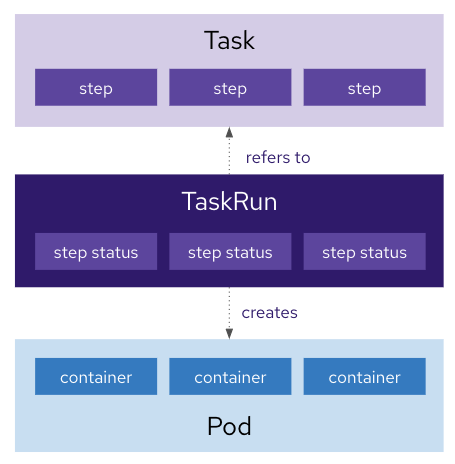 Task
step step step
refers to
TaskRun
step status step status step status
creates
container container container
Pod